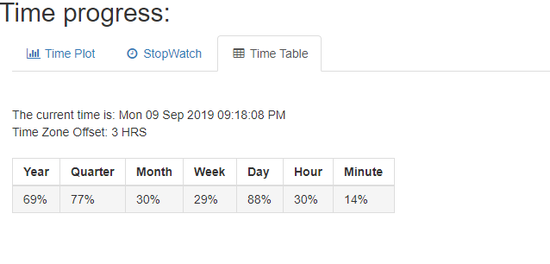 Time progress:
Time Plot StopWatch Time Table
The current time is: Mon 09 Sep 2019 09:18:08 PM
Time Zone Offset: 3 HRS
Year Quarter Month Week Day Hour Minute
69% 77% 30% 29% 88% 30% 14%